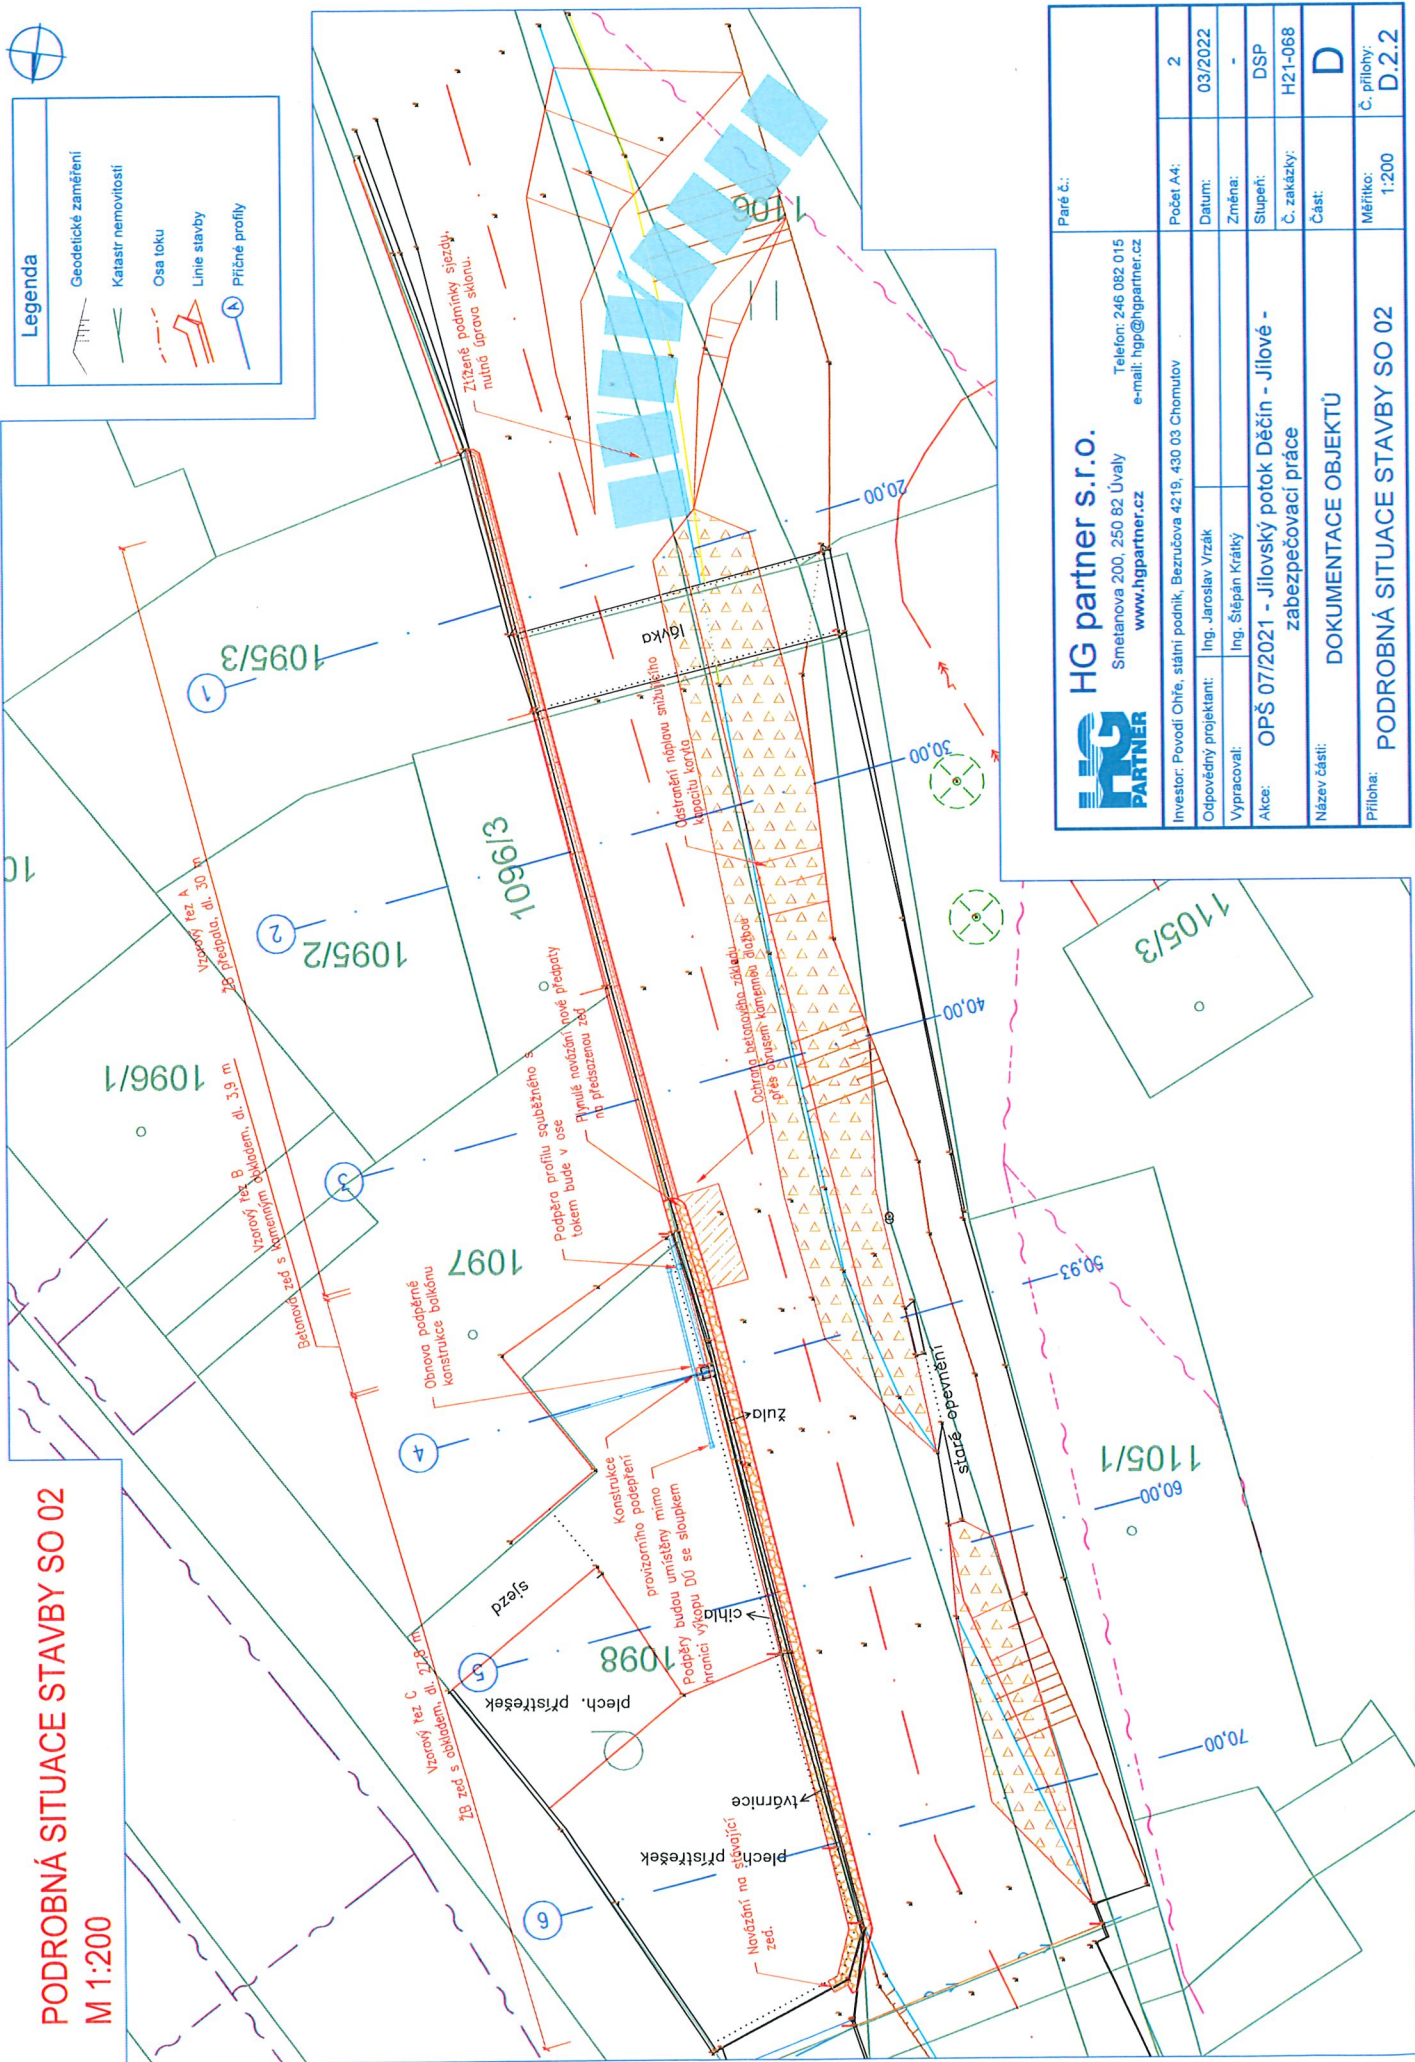 PODROBNÁ SITUACE STAVBY SO 02
M 1:200
Legenda
Geodetické zaměření
Katastr nemovitostí
Osa toku
Linie stavby
A
Příčné profily
10
1096/1
1095/2
1095/3
1096/3
1097
1098
1106
1105/3
1105/1
1
2
3
4
5
6
Vzorový řez A
ŽB předpata, dl. 30 m
Vzorový řez B
Betonová zeď s kamenným obkladem, dl. 3,9 m
Vzorový řez C
ŽB zeď s obkladem, dl. 27,8 m
Ztížené podmínky sjezdu,
nutná úprava sklonu.
Odstranění náplavu snižujícího
kapacitu koryta
Ochrana betonového základu
přes obrusem kamennou dlažbou
Plynulé navázání nové předpaty
na předsazenou zeď
Podpěra profilu souběžného s
tokem bude v ose
Obnova podpěrné
konstrukce balkónu
Konstrukce
provizorního podepření
Podpěry budou umístěny mimo
hranici výkopu DÚ se sloupkem
Navázání na stávající
zeď.
lávka
žula
cihla
sjezd
tvárnice
plech. přístřešek
plech. přístřešek
staré opevnění
20,00
30,00
40,00
50,93
60,00
70,00
HG PARTNER
HG partner s.r.o.
Smetanova 200, 250 82 Úvaly
www.hgpartner.cz
Telefon: 246 082 015
e-mail: hgp@hgpartner.cz
Paré č.:
Investor: Povodí Ohře, státní podnik, Bezručova 4219, 430 03 Chomutov
Počet A4:
2
Odpovědný projektant:
Ing. Jaroslav Vrzák
Datum:
03/2022
Vypracoval:
Ing. Štěpán Krátký
Změna:
-
Akce:
OPŠ 07/2021 - Jílovský potok Děčín - Jílové -
zabezpečovací práce
Stupeň:
DSP
Č. zakázky:
H21-068
Název části:
DOKUMENTACE OBJEKTŮ
Část:
D
Příloha:
PODROBNÁ SITUACE STAVBY SO 02
Měřítko:
1:200
Č. přílohy:
D.2.2